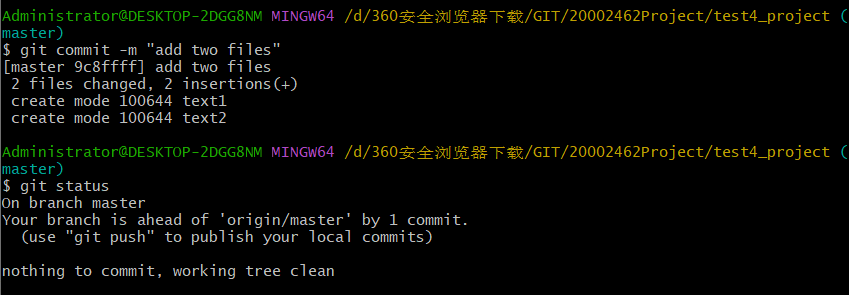 Administrator@DESKTOP-2DGG8NM MINGW64 /d/360安全浏览器下载/GIT/20002462Project/test4_project (
master)
$ git commit -m "add two files"
[master 9c8ffff] add two files
 2 files changed, 2 insertions(+)
 create mode 100644 text1
 create mode 100644 text2

Administrator@DESKTOP-2DGG8NM MINGW64 /d/360安全浏览器下载/GIT/20002462Project/test4_project (
master)
$ git status
On branch master
Your branch is ahead of 'origin/master' by 1 commit.
  (use "git push" to publish your local commits)

nothing to commit, working tree clean